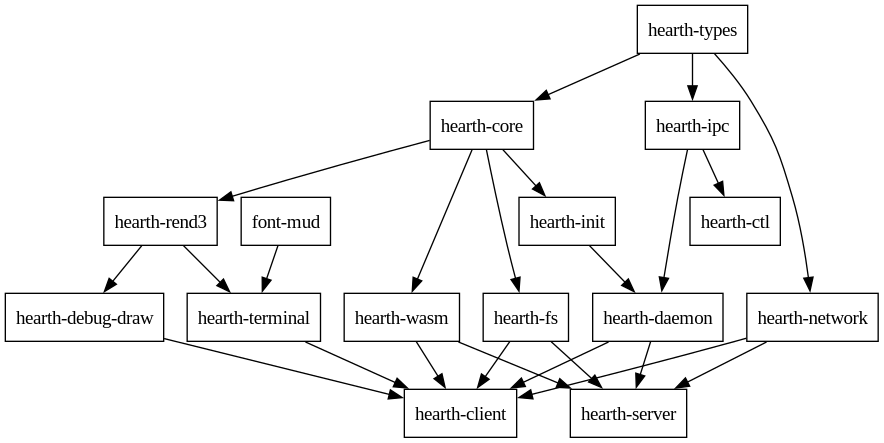 hearth-types
hearth-core
hearth-ipc
hearth-rend3
font-mud
hearth-init
hearth-ctl
hearth-debug-draw
hearth-terminal
hearth-wasm
hearth-fs
hearth-daemon
hearth-network
hearth-client
hearth-server